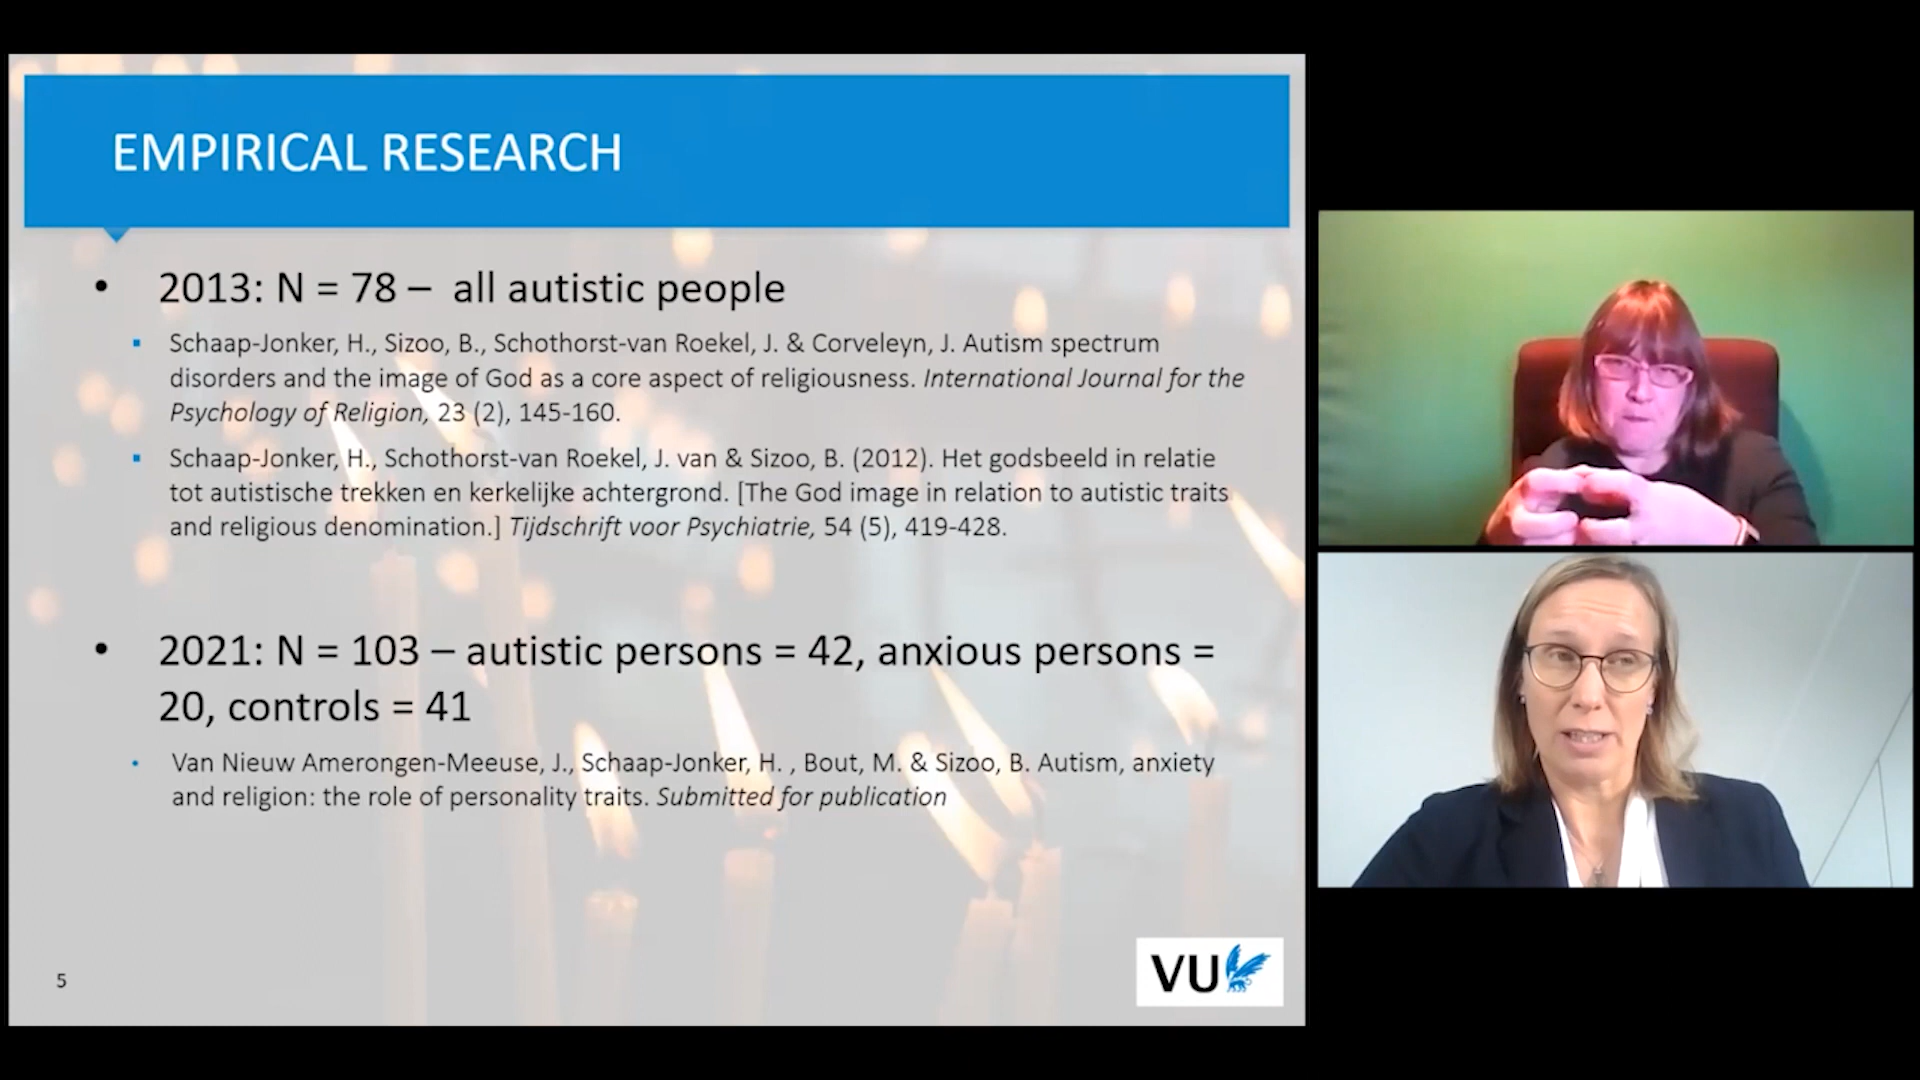 EMPIRICAL RESEARCH
• 2013: N = 78 – all autistic people
▪ Schaap-Jonker, H., Sizoo, B., Schothorst-van Roekel, J. & Corveleyn, J. Autism spectrum
disorders and the image of God as a core aspect of religiousness. International Journal for the
Psychology of Religion, 23 (2), 145-160.
▪ Schaap-Jonker, H., Schothorst-van Roekel, J. van & Sizoo, B. (2012). Het godsbeeld in relatie
tot autistische trekken en kerkelijke achtergrond. [The God image in relation to autistic traits
and religious denomination.] Tijdschrift voor Psychiatrie, 54 (5), 419-428.
• 2021: N = 103 – autistic persons = 42, anxious persons =
20, controls = 41
• Van Nieuw Amerongen-Meeuse, J., Schaap-Jonker, H. , Bout, M. & Sizoo, B. Autism, anxiety
and religion: the role of personality traits. Submitted for publication
5
VU